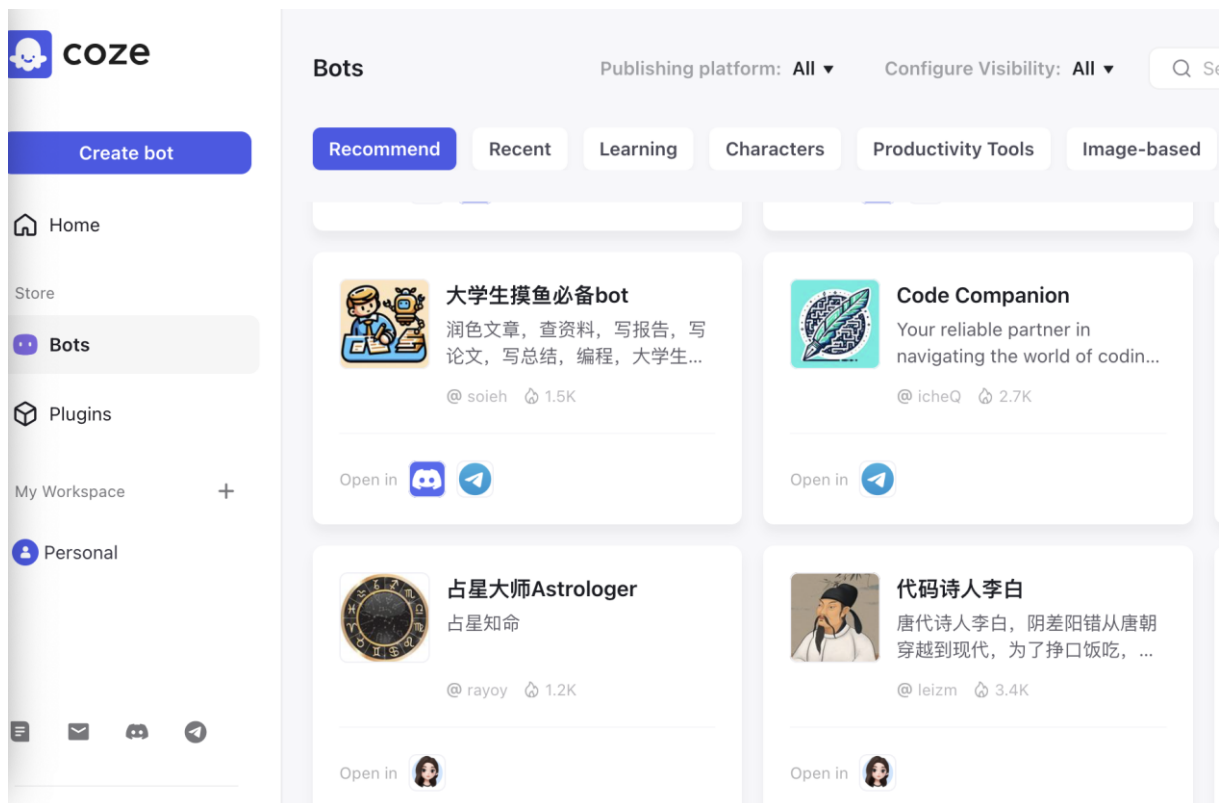 coze
Create bot
Home
Store
Bots
Plugins
My Workspace
Personal
Bots
Publishing platform: All
Configure Visibility: All
Recommend
Recent
Learning
Characters
Productivity Tools
Image-based
大学生摸鱼必备bot
润色文章，查资料，写报告，写
论文，写总结，编程，大学生...
@ soieh 1.5K
Open in
Code Companion
Your reliable partner in
navigating the world of codin...
@ icheQ 2.7K
Open in
占星大师Astrologer
占星知命
@ rayoy 1.2K
Open in
代码诗人李白
唐代诗人李白，阴差阳错从唐朝
穿越到现代，为了挣口饭吃，...
@ leizm 3.4K
Open in